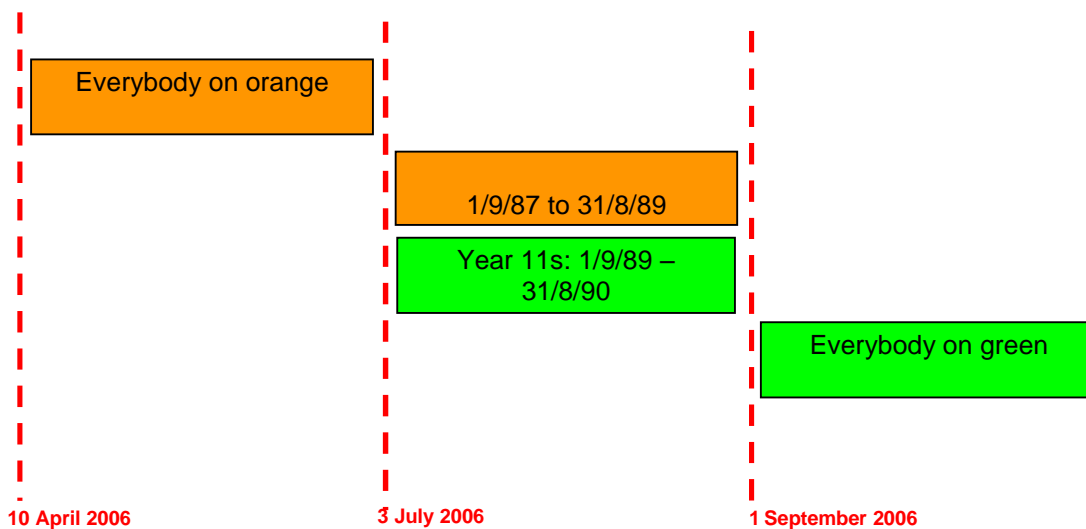 Everybody on orange
1/9/87 to 31/8/89
Year 11s: 1/9/89 –
31/8/90
Everybody on green
10 April 2006
3 July 2006
1 September 2006